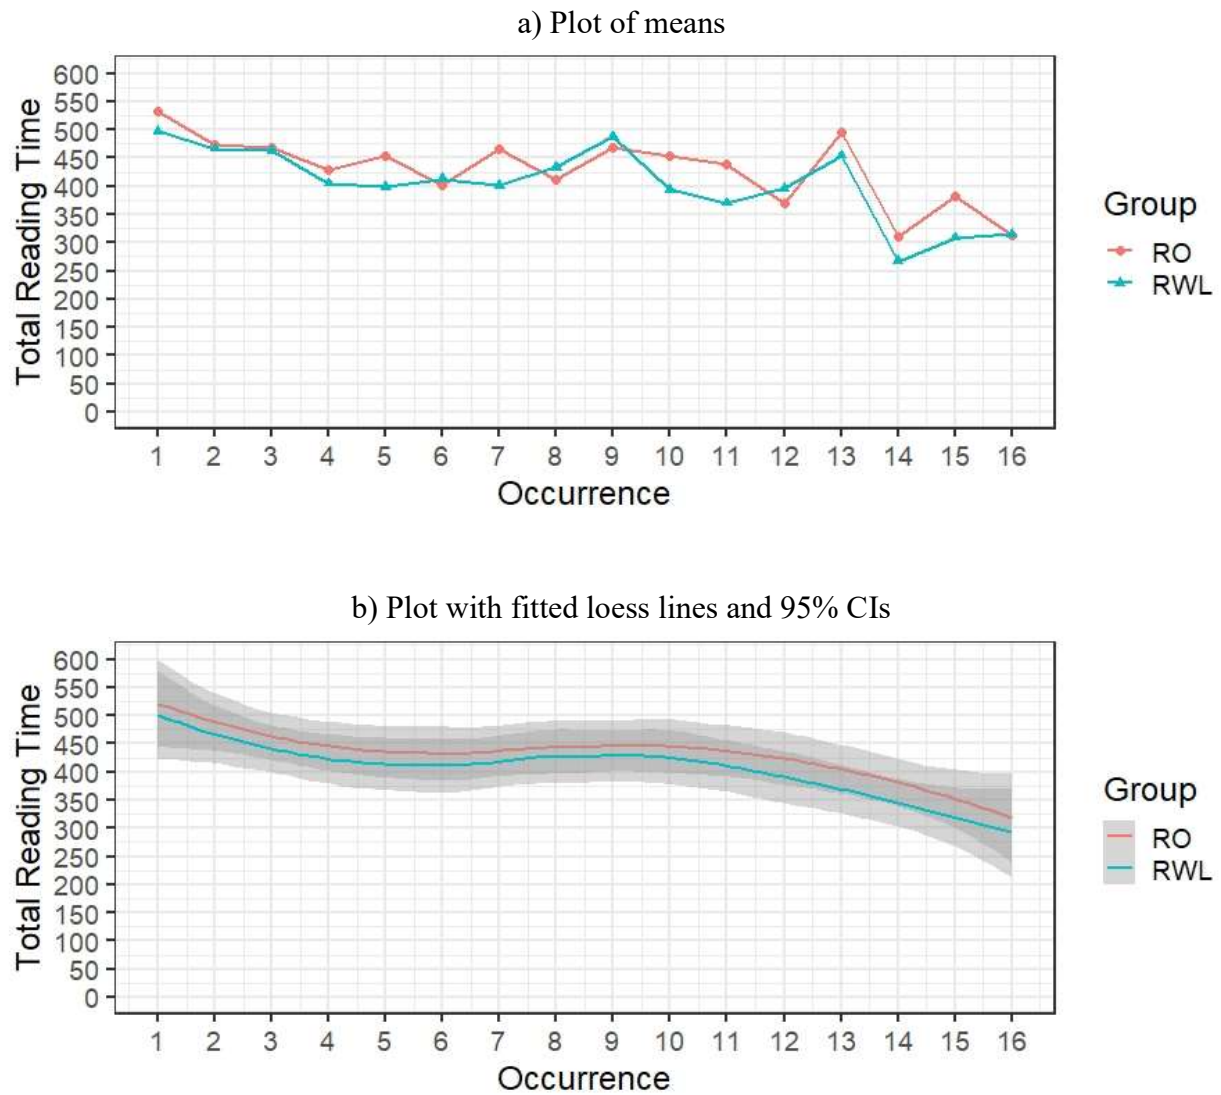 a) Plot of means
600
550
500
450
400
350
300
250
200
150
100
50
0
Total Reading Time
1 2 3 4 5 6 7 8 9 10 11 12 13 14 15 16
Occurrence
Group
RO
RWL
b) Plot with fitted loess lines and 95% CIs
600
550
500
450
400
350
300
250
200
150
100
50
0
Total Reading Time
1 2 3 4 5 6 7 8 9 10 11 12 13 14 15 16
Occurrence
Group
RO
RWL